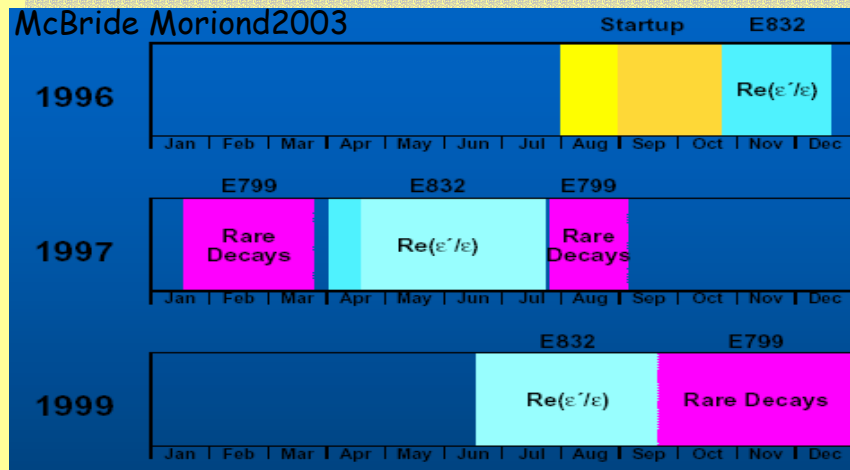 McBride Moriond2003
Startup E832
1996
Re(ε´/ε)
Jan | Feb | Mar | Apr | May | Jun | Jul | Aug | Sep | Oct | Nov | Dec
E799 E832 E799
1997
Rare Decays
Re(ε´/ε)
Rare Decays
Jan | Feb | Mar | Apr | May | Jun | Jul | Aug | Sep | Oct | Nov | Dec
E832 E799
1999
Re(ε´/ε) Rare Decays
Jan | Feb | Mar | Apr | May | Jun | Jul | Aug | Sep | Oct | Nov | Dec